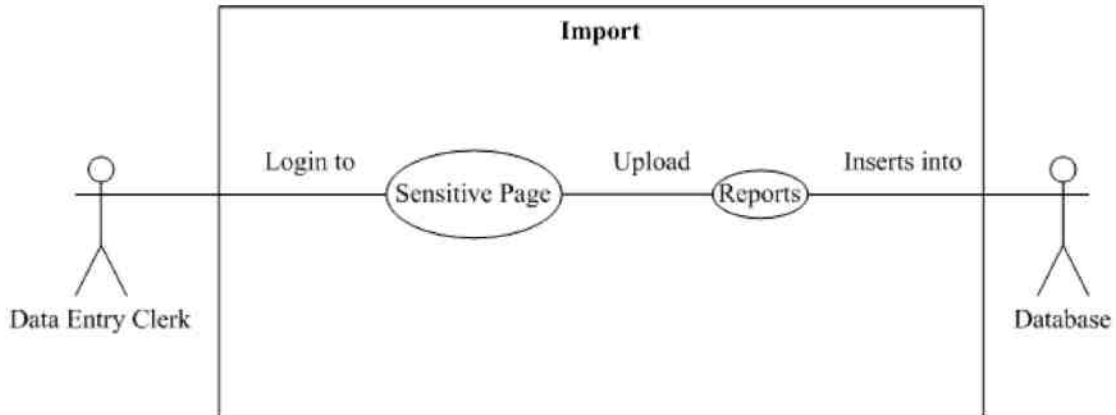 Import
Login to
Upload
Inserts into
Sensitive Page
Reports
Data Entry Clerk
Database